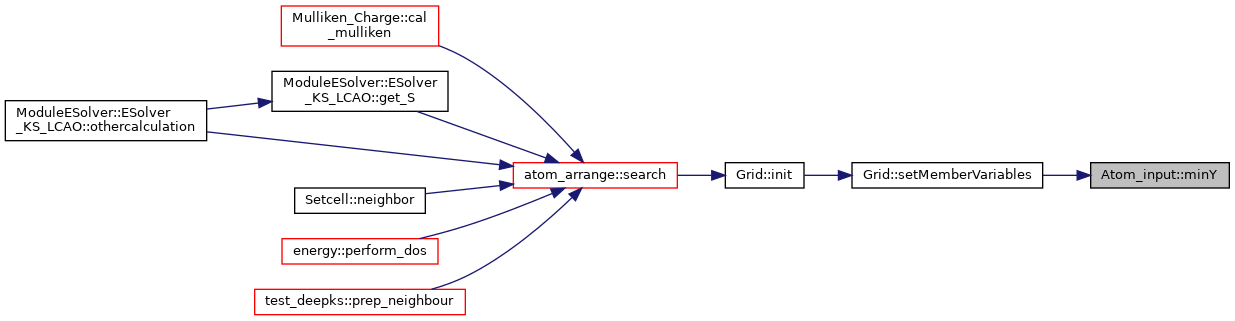 Mulliken_Charge::cal
_mulliken
ModuleESolver::ESolver
_KS_LCAO::get_S
ModuleESolver::ESolver
_KS_LCAO::othercalculation
atom_arrange::search
Grid::init
Grid::setMemberVariables
Atom_input::minY
Setcell::neighbor
energy::perform_dos
test_deepks::prep_neighbour